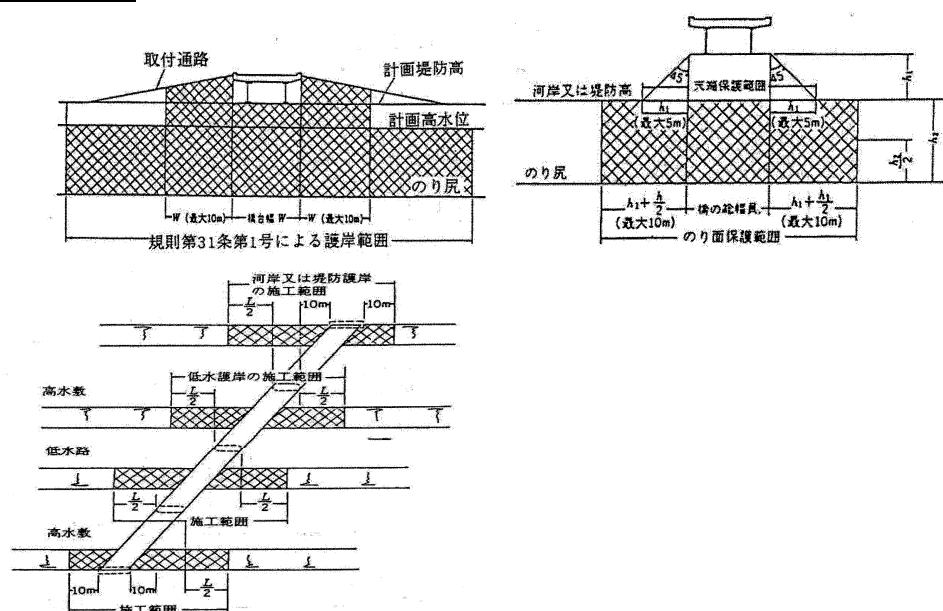 取付通路
計画堤防高
計画高水位
のり尻
W (最大10m)
橋台幅 W
W (最大10m)
規則第31条第1号による護岸範囲
45°
天端保護範囲
45°
h₁
河岸又は堤防高
h₁
(最大5m)
h₁
(最大5m)
h₂
のり尻
h₁+h/2
(最大10m)
橋の総幅員
h₁+h/2
(最大10m)
のり面保護範囲
河岸又は堤防護岸
の施工範囲
L/2
10m
10m
低水護岸の施工範囲
高水敷
L/2
L/2
低水路
L/2
L/2
施工範囲
高水敷
10m
10m
L/2
施工範囲